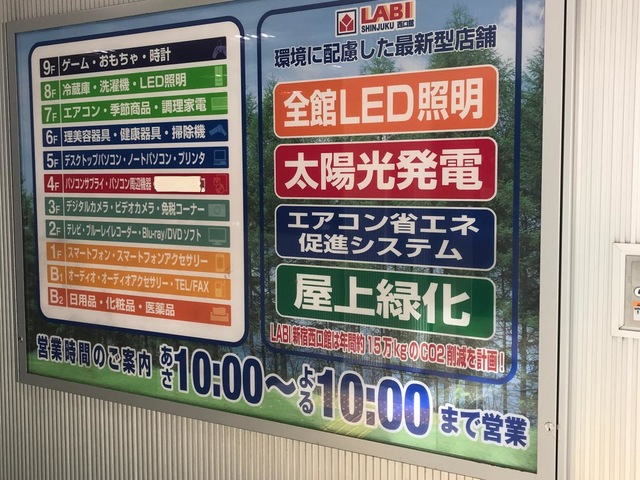 LABI
SHINJUKU 西口館
環境に配慮した最新型店舗
9F ゲーム・おもちゃ・時計
8F 冷蔵庫・洗濯機・LED照明
7F エアコン・季節商品・調理家電
6F 理美容器具・健康器具・掃除機
5F デスクトップパソコン・ノートパソコン・プリンタ
4F パソコンサプライ・パソコン周辺機器
3F デジタルカメラ・ビデオカメラ・免税コーナー
2F テレビ・ブルーレイレコーダー・Blu-ray/DVDソフト
1F スマートフォン・スマートフォンアクセサリー
B1 オーディオ・オーディオアクセサリー・TEL/FAX
B2 日用品・化粧品・医薬品
全館LED照明
太陽光発電
エアコン省エネ
促進システム
屋上緑化
LABI新宿西口館は年間約15万kgのCO2削減を計画!
営業時間のご案内 あさ10:00～よる10:00まで営業